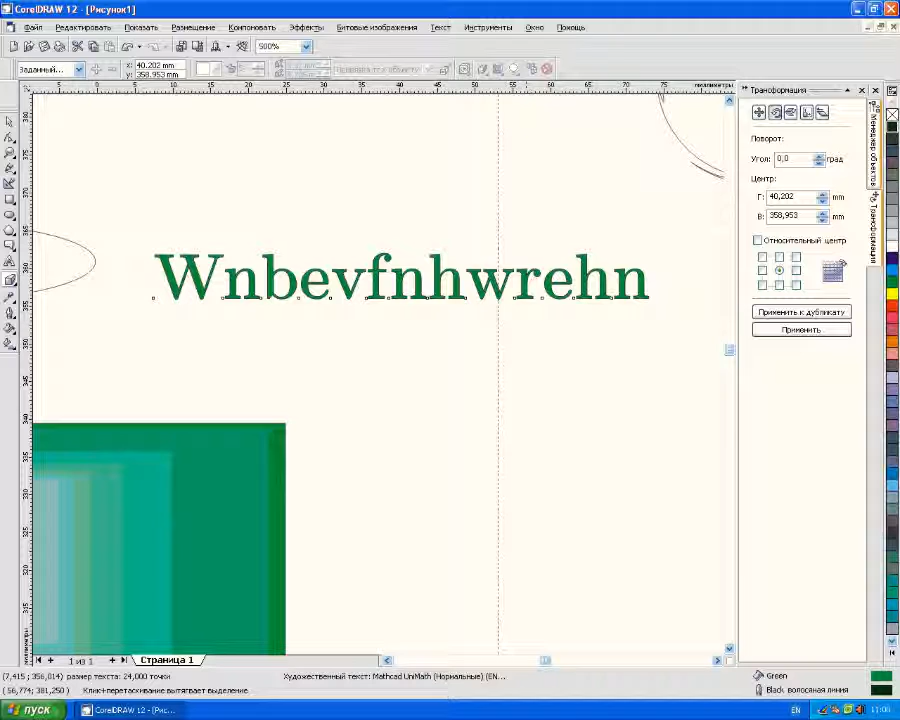 CorelDRAW 12 - [Рисунок1]
Файл Редактировать Показать Размещение Компоновать Эффекты Битовые изображения Текст Инструменты Окно Помощь
500%
Заданный... x: 40.202 mm
y: 358.953 mm
миллиметры
Трансформация
Поворот:
Угол: 0,0 град
Центр:
Г: 40,202 mm
В: 358,953 mm
Относительный центр
Применить к дубликату
Применить
Менеджер объектов
Трансформация
Wnbevfnhwrehn
1 из 1 Страница 1
(7,415 ; 356,014) размер текста: 24,000 точки Художественный текст: Mathcad UniMath (Нормальные) (EN... Green
(56,774; 381,250) Клик+перетаскивание вытягивает выделение. Black волосяная линия
пуск CorelDRAW 12 - [Рис... EN 11:08